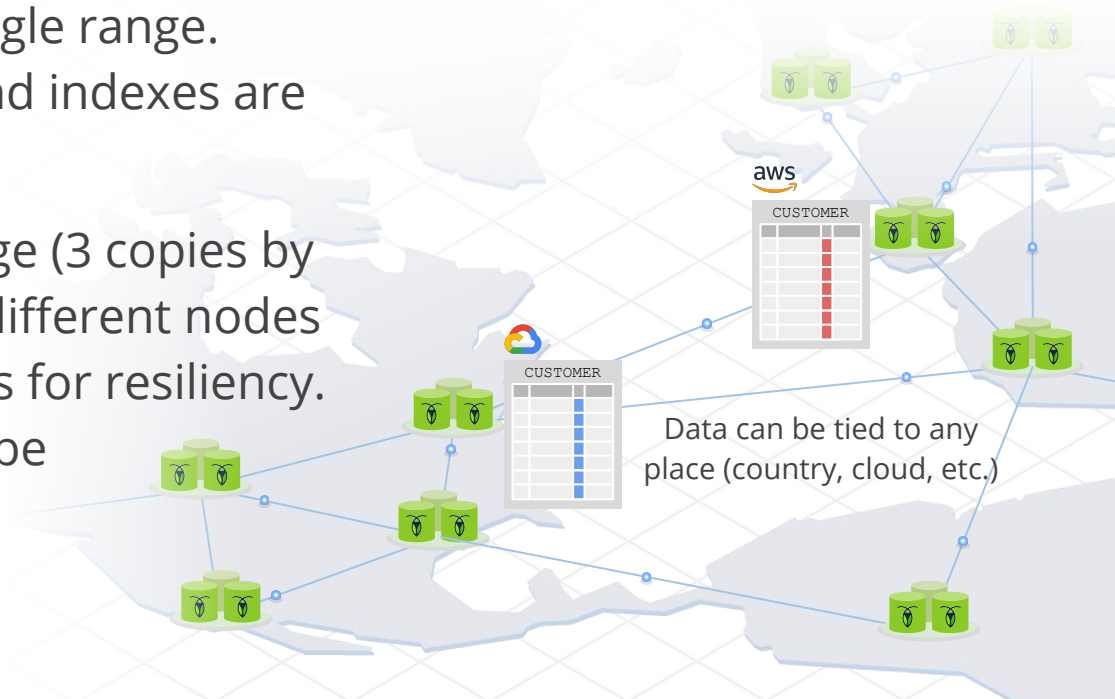 gle range.
nd indexes are
ge (3 copies by
different nodes
s for resiliency.
be
aws
CUSTOMER
CUSTOMER
Data can be tied to any
place (country, cloud, etc.)